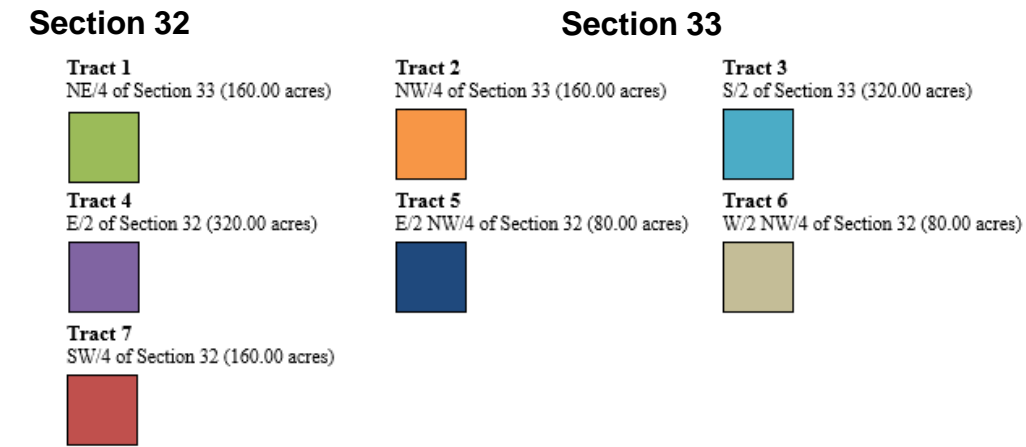 Section 32 Section 33
Tract 1 Tract 2 Tract 3
NE/4 of Section 33 (160.00 acres) NW/4 of Section 33 (160.00 acres) S/2 of Section 33 (320.00 acres)
Tract 4 Tract 5 Tract 6
E/2 of Section 32 (320.00 acres) E/2 NW/4 of Section 32 (80.00 acres) W/2 NW/4 of Section 32 (80.00 acres)
Tract 7
SW/4 of Section 32 (160.00 acres)